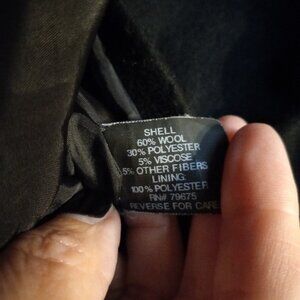 SHELL
60% WOOL
30% POLYESTER
5% VISCOSE
5% OTHER FIBERS
LINING:
100% POLYESTER
RN# 79675
REVERSE FOR CARE